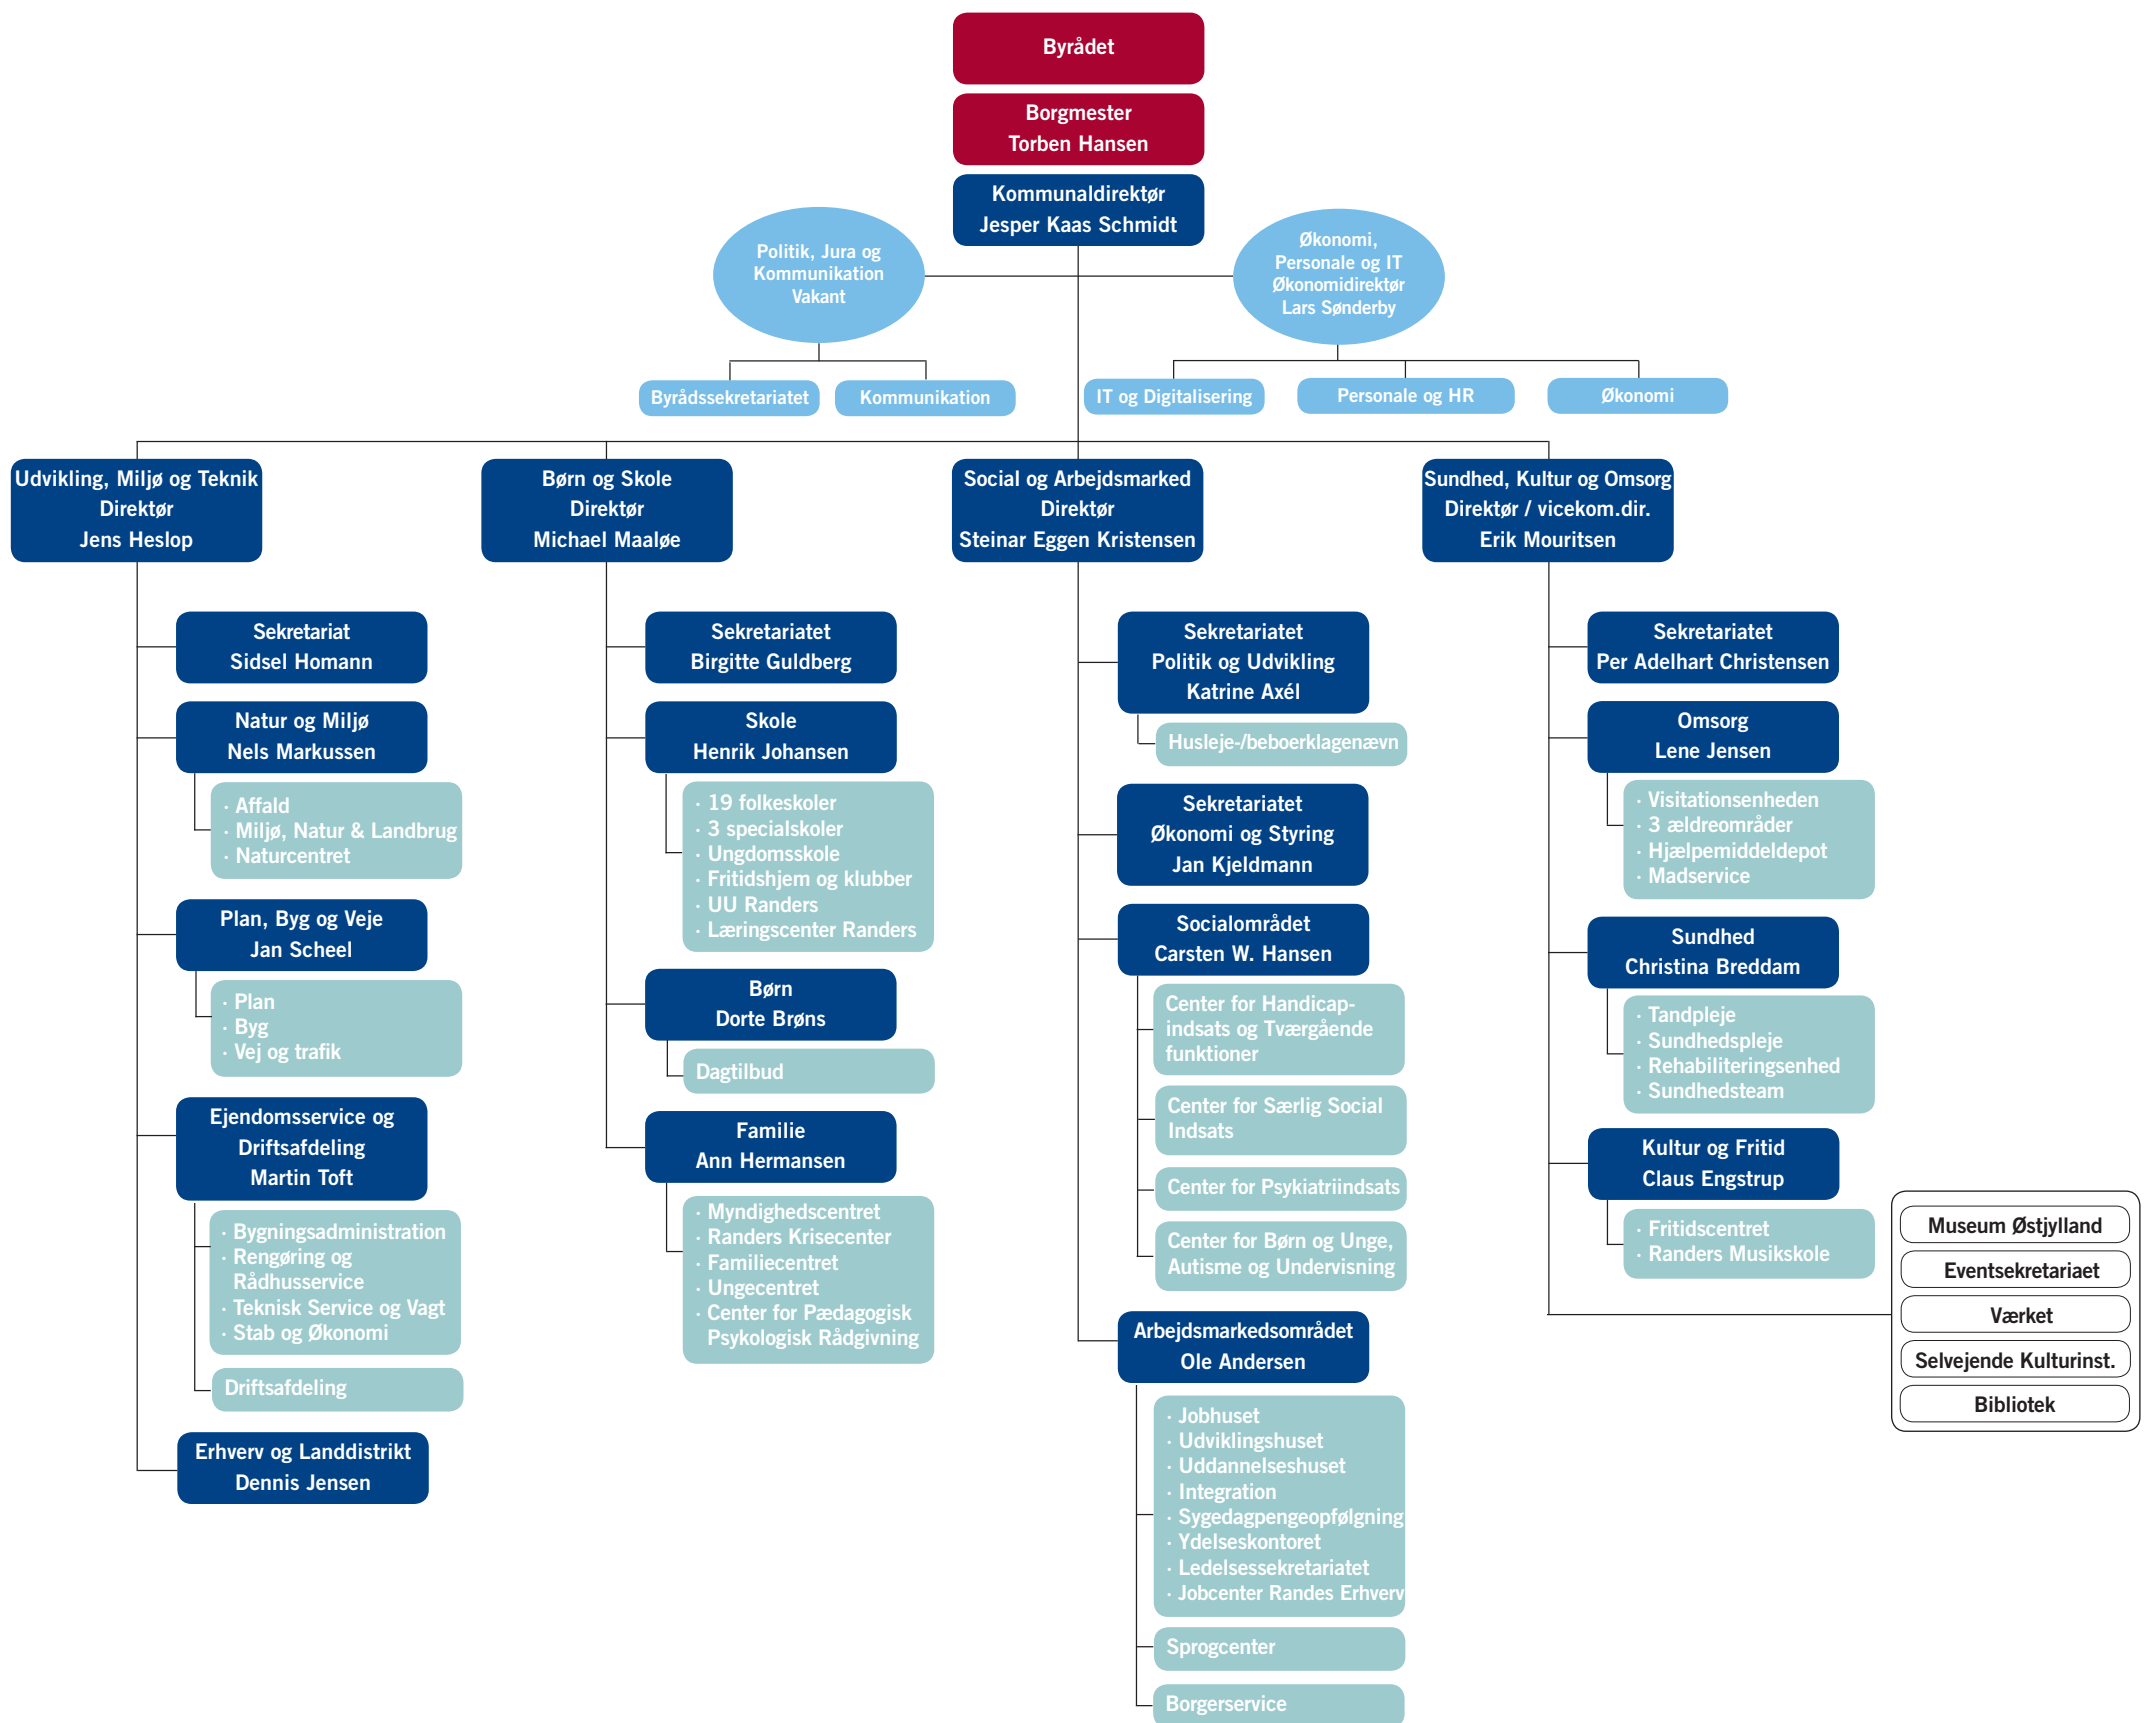 Byrådet
Borgmester
Torben Hansen
Kommunaldirektør
Jesper Kaas Schmidt
Politik, Jura og
Kommunikation
Vakant
Økonomi,
Personale og IT
Økonomidirektør
Lars Sønderby
Byrådssekretariatet
Kommunikation
IT og Digitalisering
Personale og HR
Økonomi
Udvikling, Miljø og Teknik
Direktør
Jens Heslop
Sekretariat
Sidsel Homann
Natur og Miljø
Nels Markussen
· Affald
· Miljø, Natur & Landbrug
· Naturcentret
Plan, Byg og Veje
Jan Scheel
· Plan
· Byg
· Vej og trafik
Ejendomsservice og
Driftsafdeling
Martin Toft
· Bygningsadministration
· Rengøring og
Rådhusservice
· Teknisk Service og Vagt
· Stab og Økonomi
Driftsafdeling
Erhverv og Landdistrikt
Dennis Jensen
Børn og Skole
Direktør
Michael Maaløe
Sekretariatet
Birgitte Guldberg
Skole
Henrik Johansen
· 19 folkeskoler
· 3 specialskoler
· Ungdomsskole
· Fritidshjem og klubber
· UU Randers
· Læringscenter Randers
Børn
Dorte Brøns
Dagtilbud
Familie
Ann Hermansen
· Myndighedscentret
· Randers Krisecenter
· Familiecentret
· Ungecentret
· Center for Pædagogisk
Psykologisk Rådgivning
Social og Arbejdsmarked
Direktør
Steinar Eggen Kristensen
Sekretariatet
Politik og Udvikling
Katrine Axél
Husleje-/beboerklagenævn
Sekretariatet
Økonomi og Styring
Jan Kjeldmann
Socialområdet
Carsten W. Hansen
Center for Handicap-
indsats og Tværgående
funktioner
Center for Særlig Social
Indsats
Center for Psykiatriindsats
Center for Børn og Unge,
Autisme og Undervisning
Arbejdsmarkedsområdet
Ole Andersen
· Jobhuset
· Udviklingshuset
· Uddannelseshuset
· Integration
· Sygedagpengeopfølgning
· Ydelseskontoret
· Ledelsessekretariatet
· Jobcenter Randes Erhverv
Sprogcenter
Borgerservice
Sundhed, Kultur og Omsorg
Direktør / vicekom.dir.
Erik Mouritsen
Sekretariatet
Per Adelhart Christensen
Omsorg
Lene Jensen
· Visitationsenheden
· 3 ældreområder
· Hjælpemiddeldepot
· Madservice
Sundhed
Christina Breddam
· Tandpleje
· Sundhedspleje
· Rehabiliteringsenhed
· Sundhedsteam
Kultur og Fritid
Claus Engstrup
· Fritidscentret
· Randers Musikskole
Museum Østjylland
Eventsekretariaet
Værket
Selvejende Kulturinst.
Bibliotek